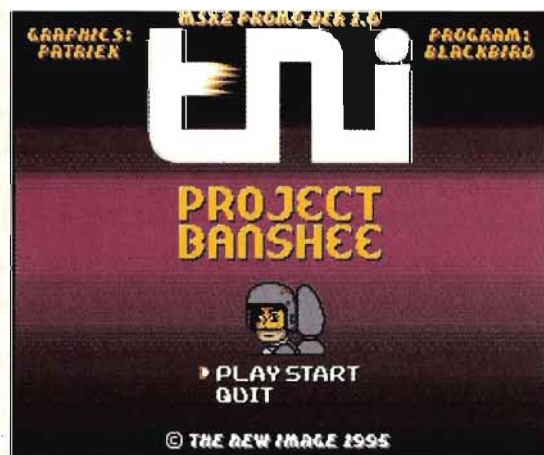 MSX2 PROMO VER 1.0
GRAPHICS:
PATRIEK
PROGRAM:
BLACKBIRD
tni
PROJECT
BANSHEE
PLAY START
QUIT
© THE NEW IMAGE 1995